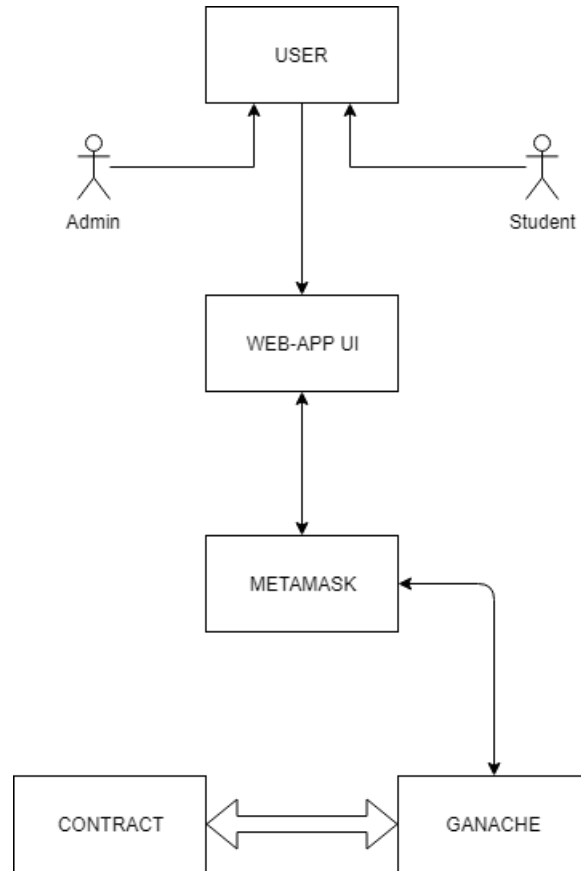 USER
Admin
Student
WEB-APP UI
METAMASK
CONTRACT
GANACHE